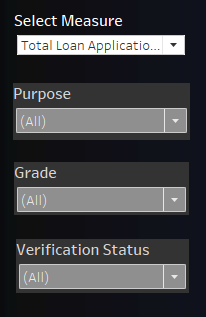 Select Measure
Total Loan Applicatio...
Purpose
(All)
Grade
(All)
Verification Status
(All)